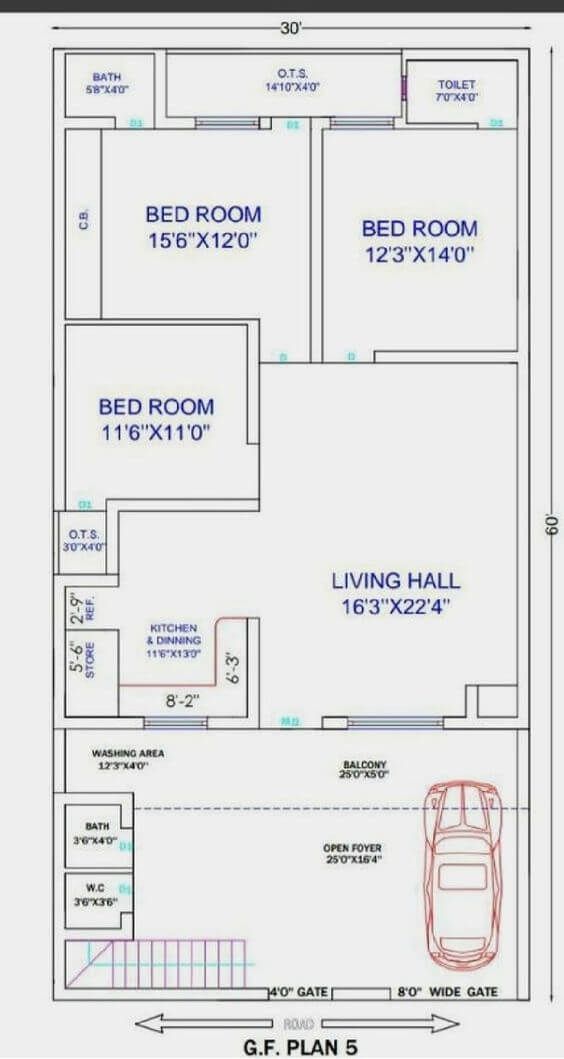 30'
BATH
5'8"X4'0"
O.T.S.
14'10"X4'0"
TOILET
7'0"X4'0"
D1
D1
D1
C.B.
BED ROOM
15'6"X12'0"
BED ROOM
12'3"X14'0"
D
D
BED ROOM
11'6"X11'0"
D1
60'
O.T.S.
3'0"X4'0"
2'-9"
REF.
LIVING HALL
16'3"X22'4"
KITCHEN
& DINNING
11'6"X13'0"
5'-6"
STORE
6'-3"
8'-2"
M.D
WASHING AREA
12'3"X4'0"
BALCONY
25'0"X5'0"
BATH
3'6"X4'0"
D1
OPEN FOYER
25'0"X16'4"
W.C
3'6"X3'6"
D1
4'0" GATE
8'0" WIDE GATE
ROAD
G.F. PLAN 5